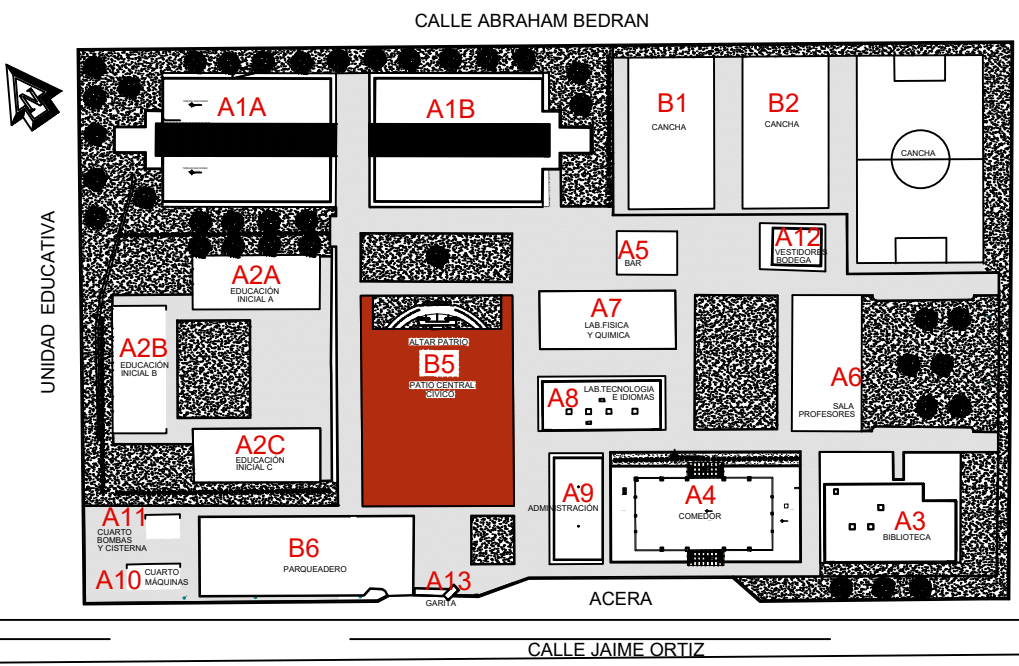 CALLE ABRAHAM BEDRAN
N
UNIDAD EDUCATIVA
A1A
A1B
B1
CANCHA
B2
CANCHA
CANCHA
A2A
EDUCACIÓN
INICIAL A
A5
BAR
A12
VESTIDORES
BODEGA
A2B
EDUCACIÓN
INICIAL B
ALTAR PATRIO
B5
PATIO CENTRAL
CÍVICO
A7
LAB.FISICA
Y QUIMICA
A8
LAB.TECNOLOGIA
E IDIOMAS
A6
SALA
PROFESORES
A2C
EDUCACIÓN
INICIAL C
A9
ADMINISTRACIÓN
A4
COMEDOR
A3
BIBLIOTECA
A11
CUARTO
BOMBAS
Y CISTERNA
B6
PARQUEADERO
A10
CUARTO
MÁQUINAS
A13
GARITA
ACERA
CALLE JAIME ORTIZ